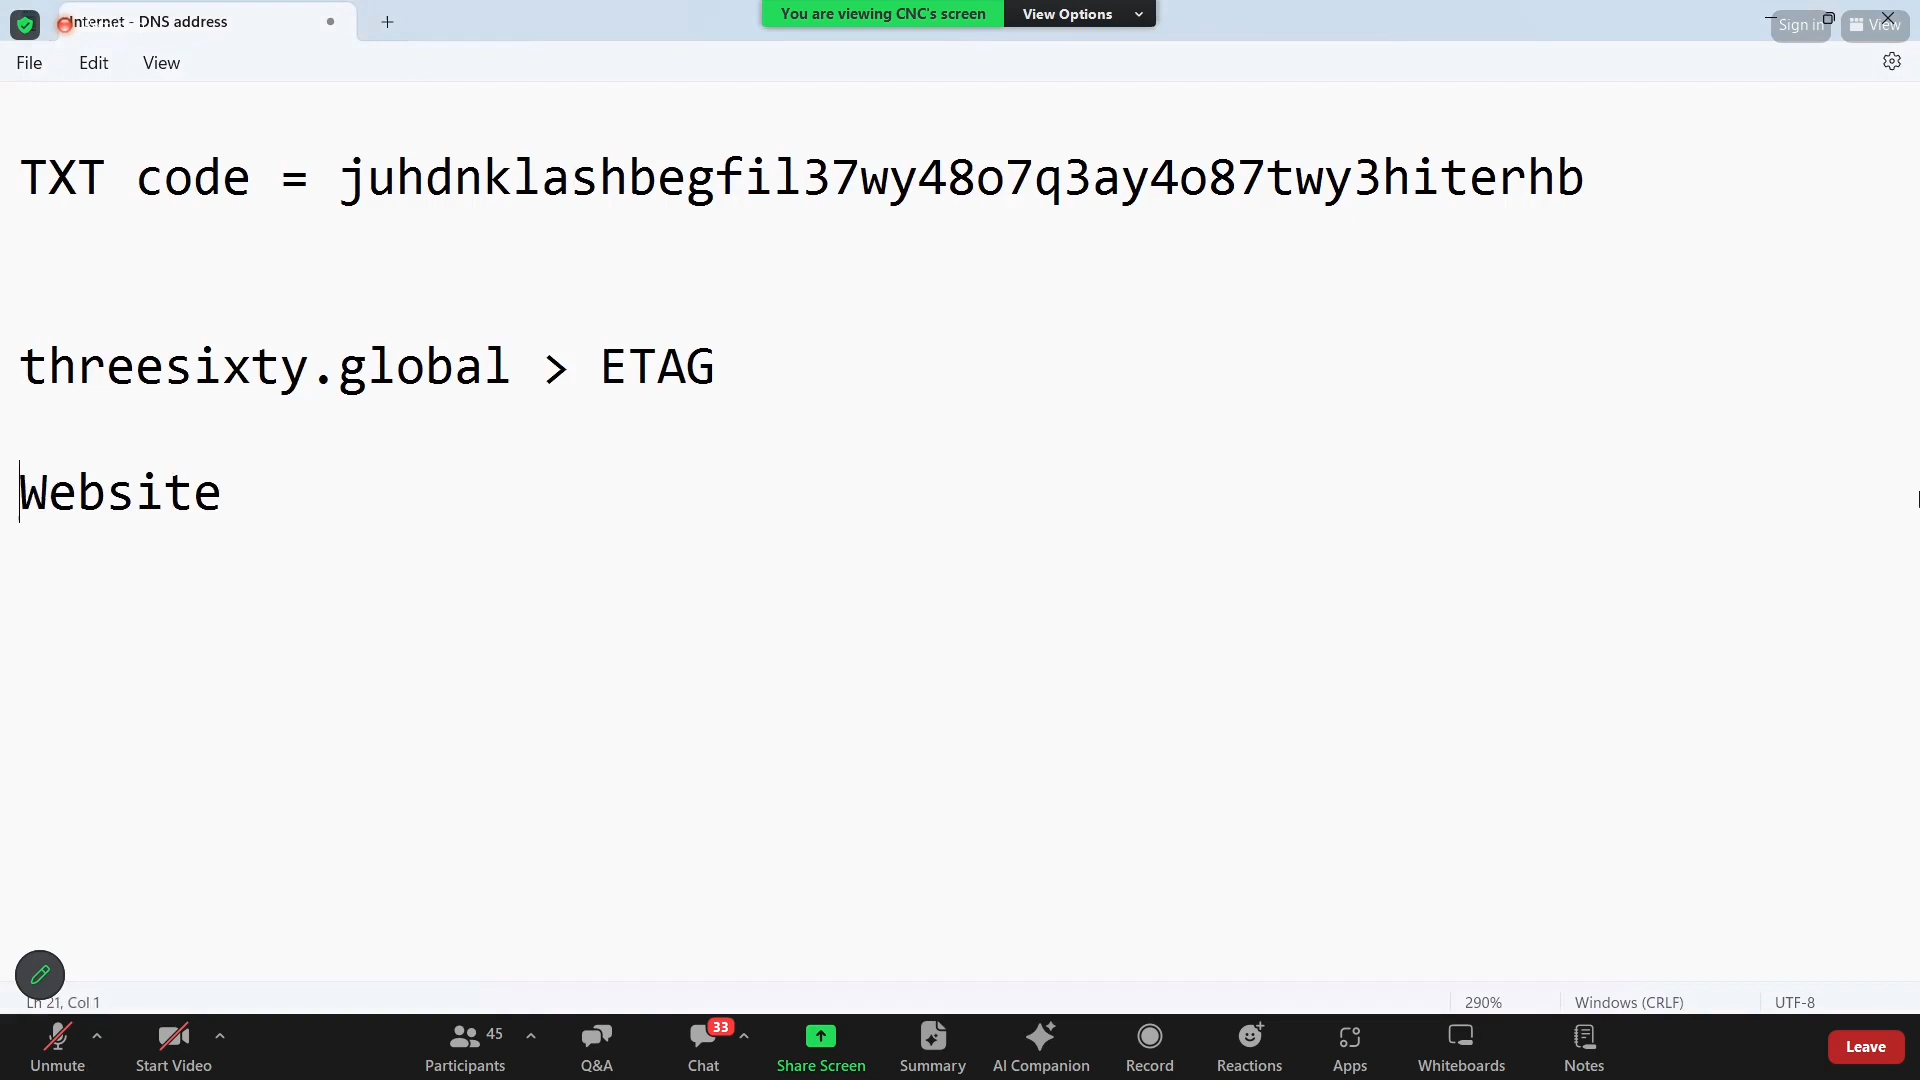 Internet - DNS address
You are viewing CNC's screen
View Options
Sign in
View
File Edit View
TXT code = juhdnklashbegfil37wy48o7q3ay4o87twy3hiterhb
threesixty.global > ETAG
Website
Ln 21, Col 1
290%
Windows (CRLF)
UTF-8
45
33
Unmute
Start Video
Participants
Q&A
Chat
Share Screen
Summary
AI Companion
Record
Reactions
Apps
Whiteboards
Notes
Leave